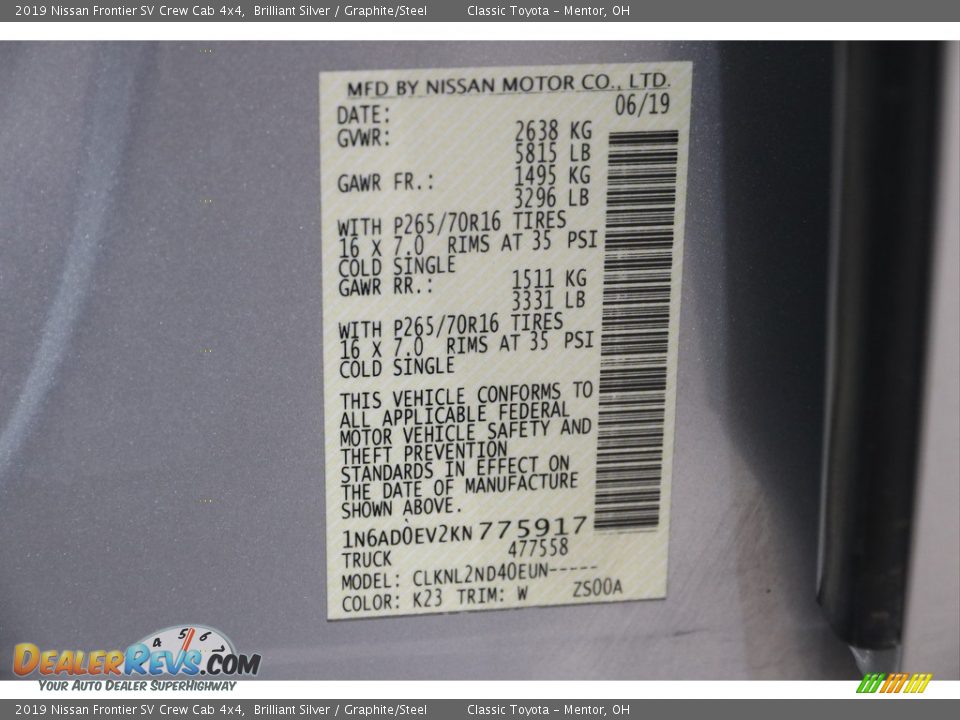 2019 Nissan Frontier SV Crew Cab 4x4, Brilliant Silver / Graphite/Steel Classic Toyota – Mentor, OH
MFD BY NISSAN MOTOR CO., LTD.
DATE: 06/19
GVWR: 2638 KG
5815 LB
GAWR FR.: 1495 KG
3296 LB
WITH P265/70R16 TIRES
16 X 7.0 RIMS AT 35 PSI
COLD SINGLE
GAWR RR.: 1511 KG
3331 LB
WITH P265/70R16 TIRES
16 X 7.0 RIMS AT 35 PSI
COLD SINGLE
THIS VEHICLE CONFORMS TO
ALL APPLICABLE FEDERAL
MOTOR VEHICLE SAFETY AND
THEFT PREVENTION
STANDARDS IN EFFECT ON
THE DATE OF MANUFACTURE
SHOWN ABOVE.
1N6AD0EV2KN775917
TRUCK 477558
MODEL: CLKNL2ND40EUN-----
COLOR: K23 TRIM: W ZS00A
4 5 6 7
DEALERREVS.COM
YOUR AUTO DEALER SUPERHIGHWAY
2019 Nissan Frontier SV Crew Cab 4x4, Brilliant Silver / Graphite/Steel Classic Toyota – Mentor, OH